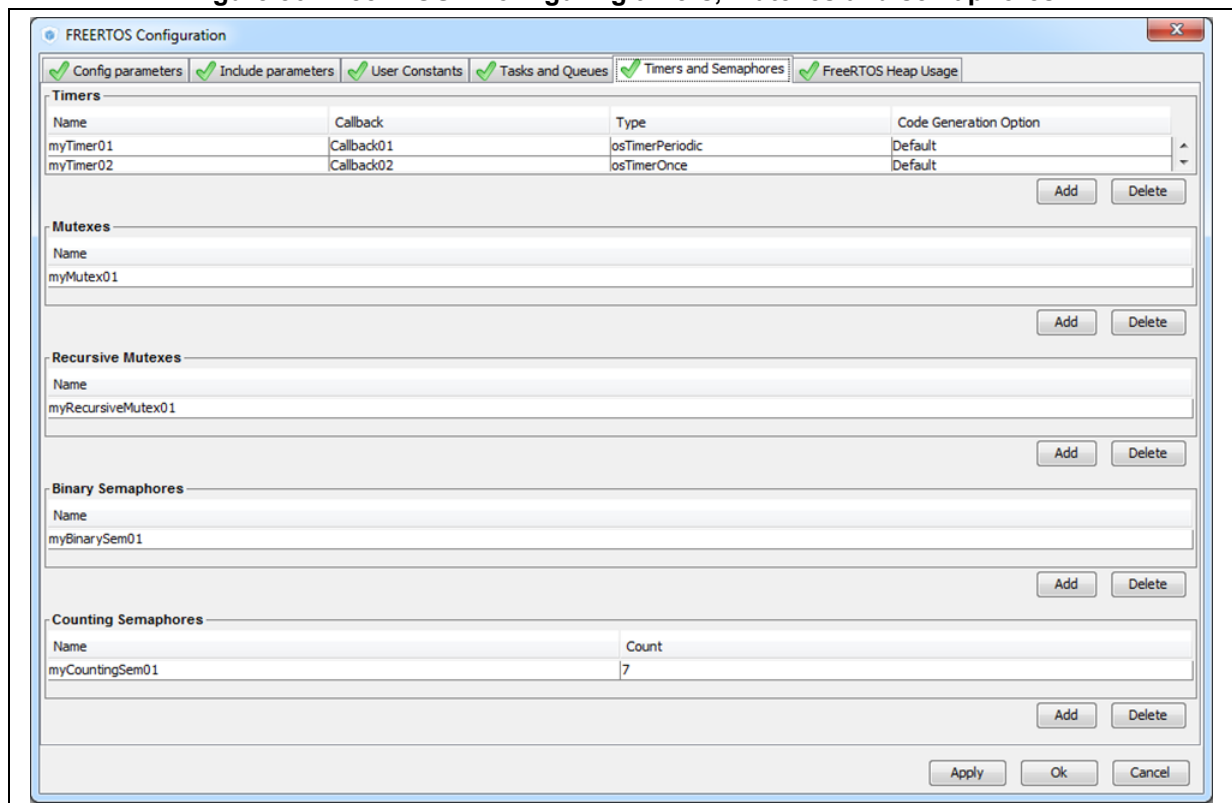 FREERTOS Configuration
Config parameters Include parameters User Constants Tasks and Queues Timers and Semaphores FreeRTOS Heap Usage
Timers
Name Callback Type Code Generation Option
myTimer01 Callback01 osTimerPeriodic Default
myTimer02 Callback02 osTimerOnce Default
Add Delete
Mutexes
Name
myMutex01
Add Delete
Recursive Mutexes
Name
myRecursiveMutex01
Add Delete
Binary Semaphores
Name
myBinarySem01
Add Delete
Counting Semaphores
Name Count
myCountingSem01 7
Add Delete
Apply Ok Cancel